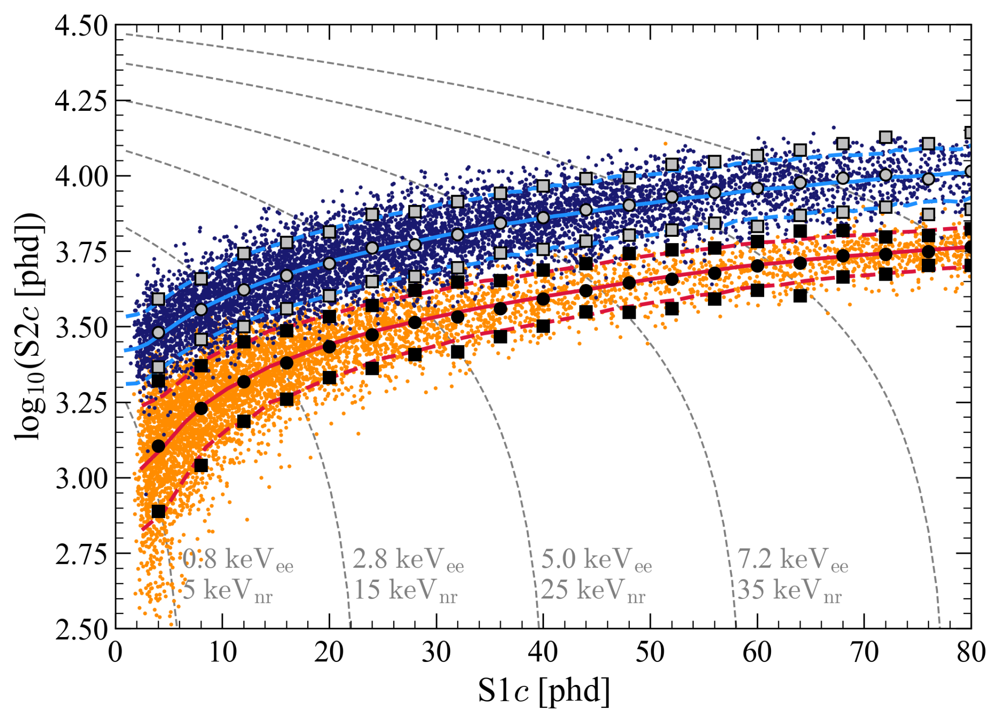 4.50
4.25
4.00
3.75
3.50
3.25
3.00
2.75
2.50
log10(S2c [phd])
0.8 keVee
5 keVnr
2.8 keVee
15 keVnr
5.0 keVee
25 keVnr
7.2 keVee
35 keVnr
0 10 20 30 40 50 60 70 80
S1c [phd]